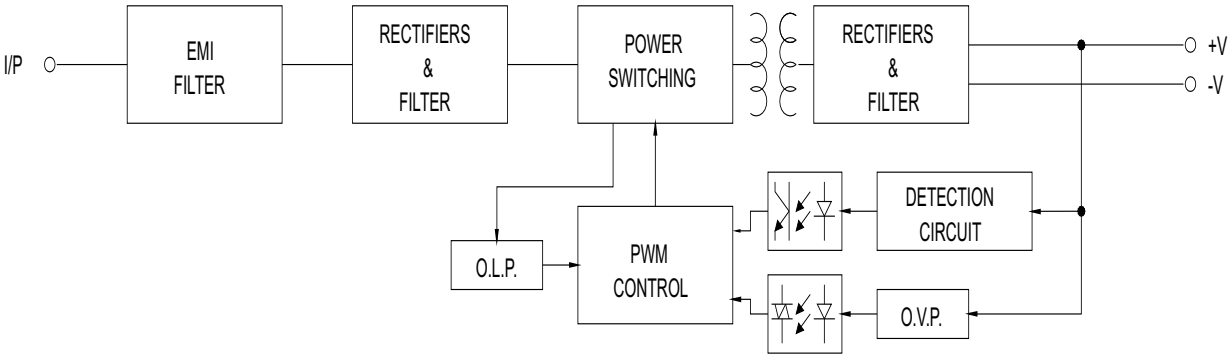 I/P
EMI
FILTER
RECTIFIERS
&
FILTER
POWER
SWITCHING
RECTIFIERS
&
FILTER
+V
-V
DETECTION
CIRCUIT
O.L.P.
PWM
CONTROL
O.V.P.